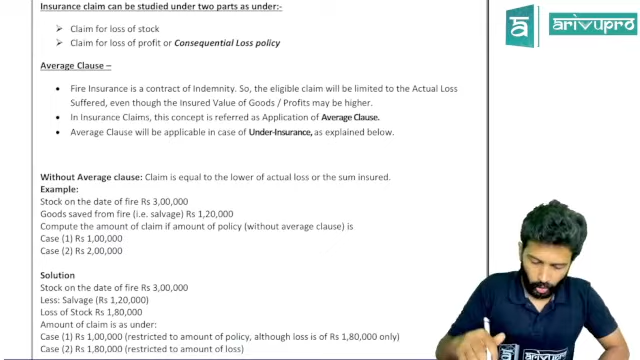 Insurance claim can be studied under two parts as under:
Claim for loss of stock
Claim for loss of profit or Consequential Loss policy
Average Clause –
Fire Insurance is a contract of Indemnity. So, the eligible claim will be limited to the Actual Loss
Suffered, even though the Insured Value of Goods / Profits may be higher.
In Insurance Claims, this concept is referred as Application of Average Clause.
Average Clause will be applicable in case of Under-Insurance, as explained below.
Without Average clause: Claim is equal to the lower of actual loss or the sum insured.
Example:
Stock on the date of fire Rs 3,00,000
Goods saved from fire (i.e. salvage) Rs 1,20,000
Compute the amount of claim if amount of policy (without average clause) is
Case (1) Rs 1,00,000
Case (2) Rs 2,00,000
Solution
Stock on the date of fire Rs 3,00,000
Less: Salvage (Rs 1,20,000)
Loss of Stock Rs 1,80,000
Amount of claim is as under:
Case (1) Rs 1,00,000 (restricted to amount of policy, although loss is of Rs 1,80,000 only)
Case (2) Rs 1,80,000 (restricted to amount of loss)
ā arivupro